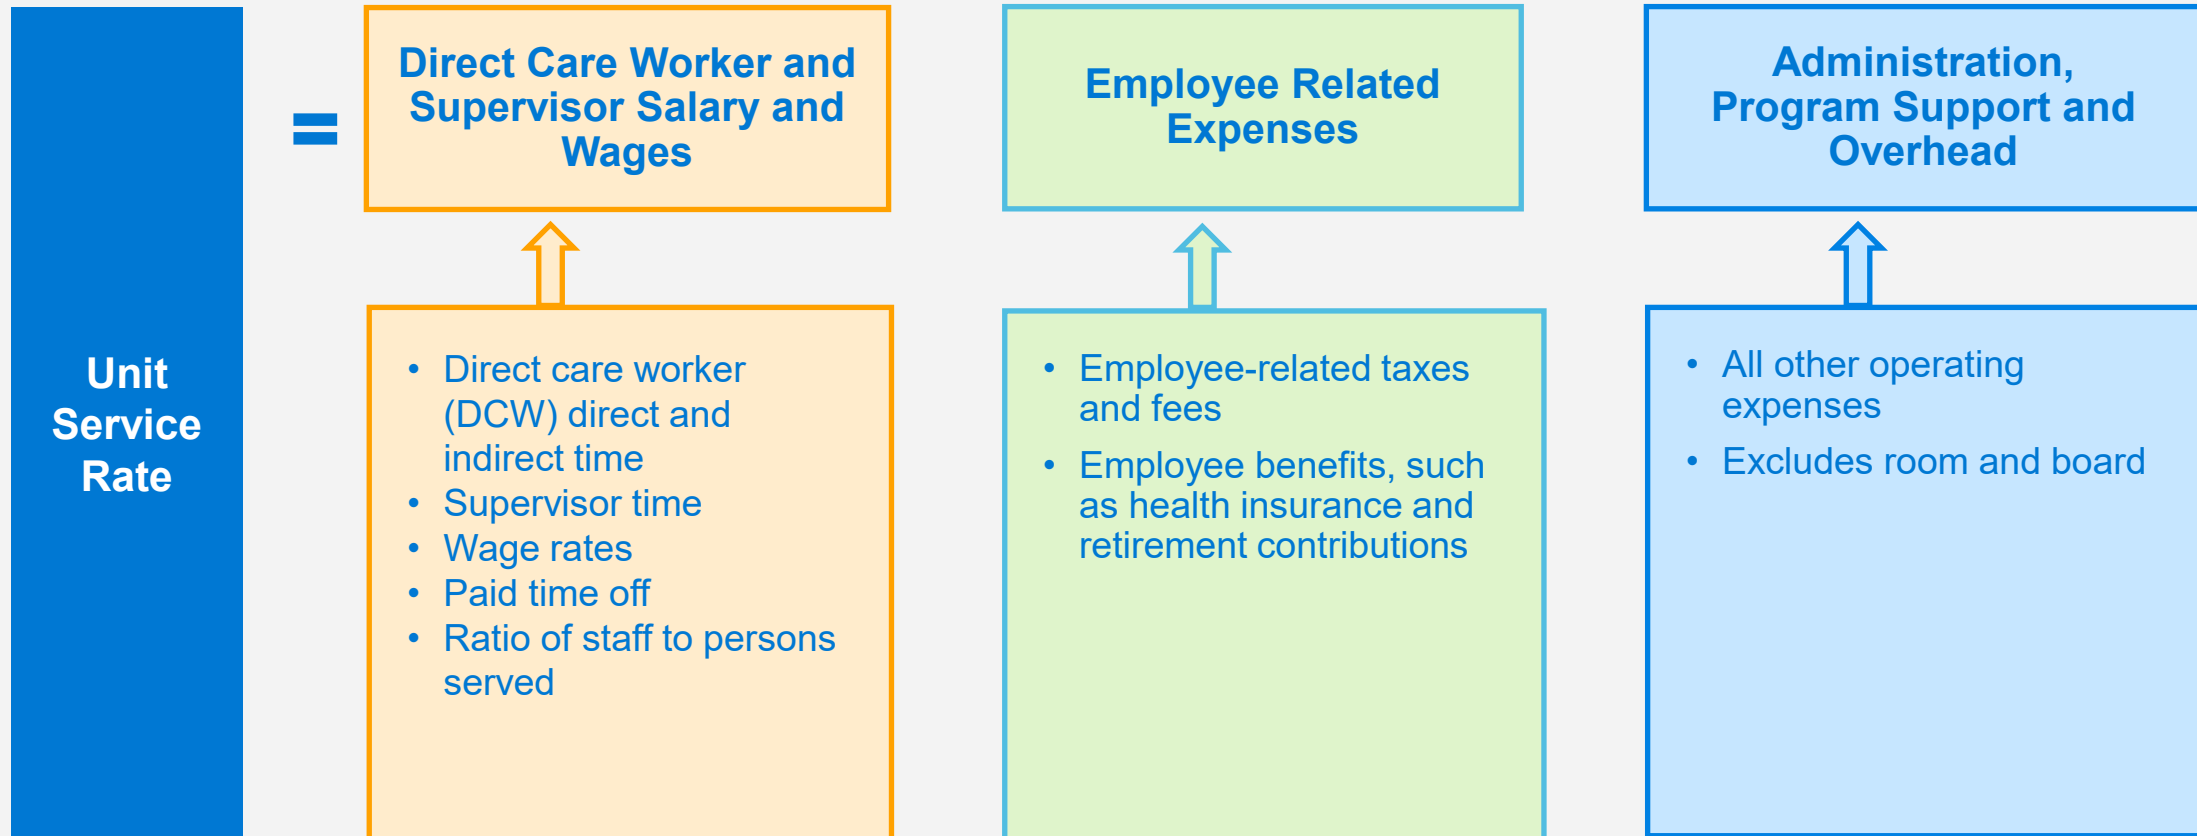 Unit
Service
Rate
=
Direct Care Worker and
Supervisor Salary and
Wages
• Direct care worker
(DCW) direct and
indirect time
• Supervisor time
• Wage rates
• Paid time off
• Ratio of staff to persons
served
Employee Related
Expenses
• Employee-related taxes
and fees
• Employee benefits, such
as health insurance and
retirement contributions
Administration,
Program Support and
Overhead
• All other operating
expenses
• Excludes room and board